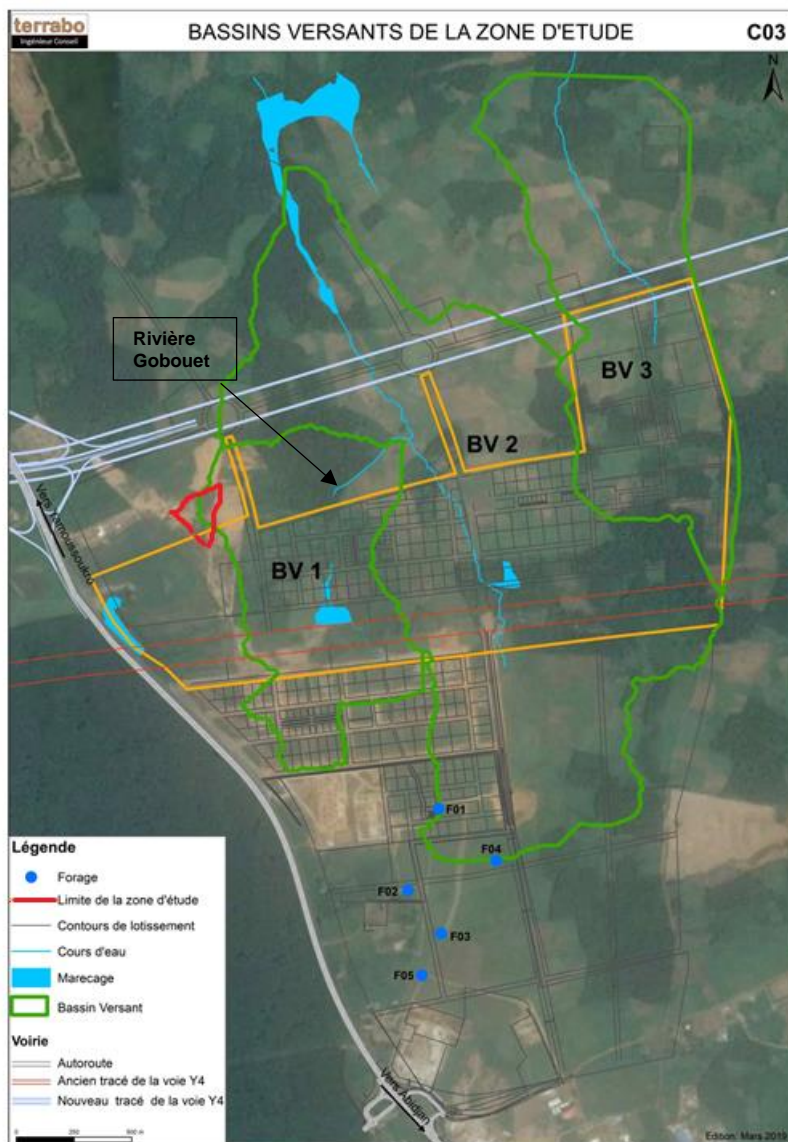 terrabo
Ingénieur Conseil
BASSINS VERSANTS DE LA ZONE D'ETUDE
C03
N
Rivière
Gobouet
BV 3
BV 2
BV 1
Vers Yamoussoukro
F01
F04
F02
F03
F05
Vers Abidjan
Légende
Forage
Limite de la zone d'étude
Contours de lotissement
Cours d'eau
Marecage
Bassin Versant
Voirie
Autoroute
Ancien tracé de la voie Y4
Nouveau tracé de la voie Y4
0 250 500 m
Edition: Mars 2019